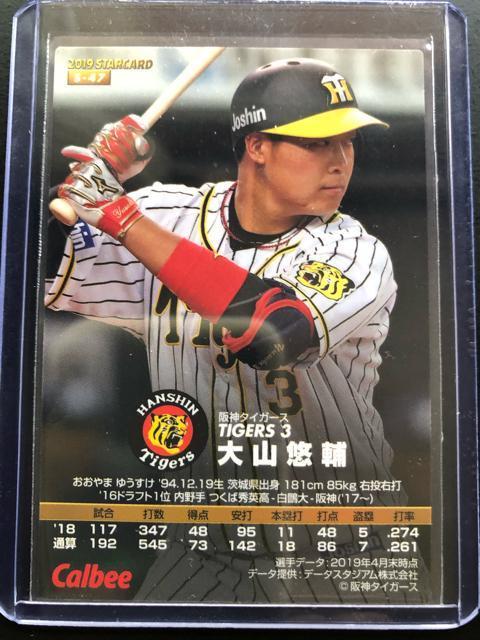 2019 STARCARD
S-47
Joshin
HANSHIN
Tigers
阪神タイガース
TIGERS 3
大山悠輔
おおやま ゆうすけ '94.12.19生 茨城県出身 181cm 85kg 右投右打
'16ドラフト1位 内野手 つくば秀英高-白鷗大-阪神('17~)
試合 打数 得点 安打 本塁打 打点 盗塁 打率
'18 117 347 48 95 11 48 5 .274
通算 192 545 73 142 18 86 7 .261
選手データ:2019年4月末時点
データ提供:データスタジアム株式会社
© 阪神タイガース
Calbee
3